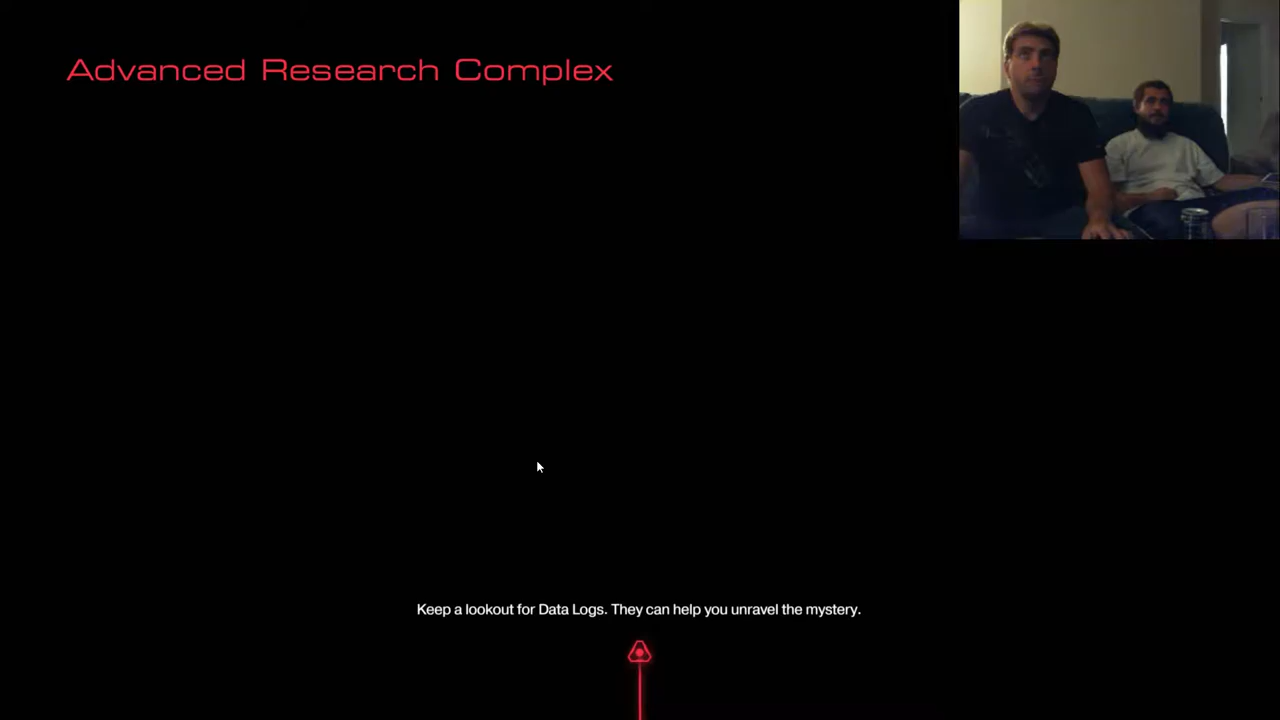 Advanced Research Complex
Keep a lookout for Data Logs. They can help you unravel the mystery.